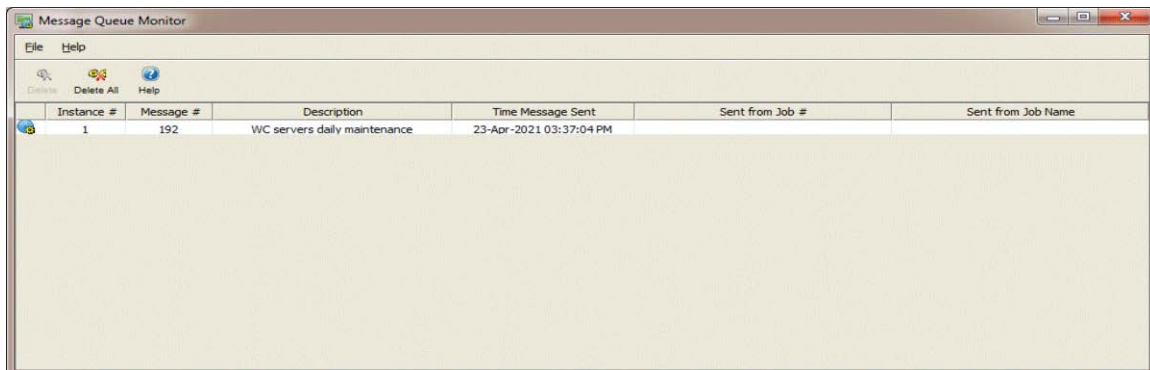 Message Queue Monitor
File Help
Delete Delete All Help
Instance # Message # Description Time Message Sent Sent from Job # Sent from Job Name
1 192 WC servers daily maintenance 23-Apr-2021 03:37:04 PM